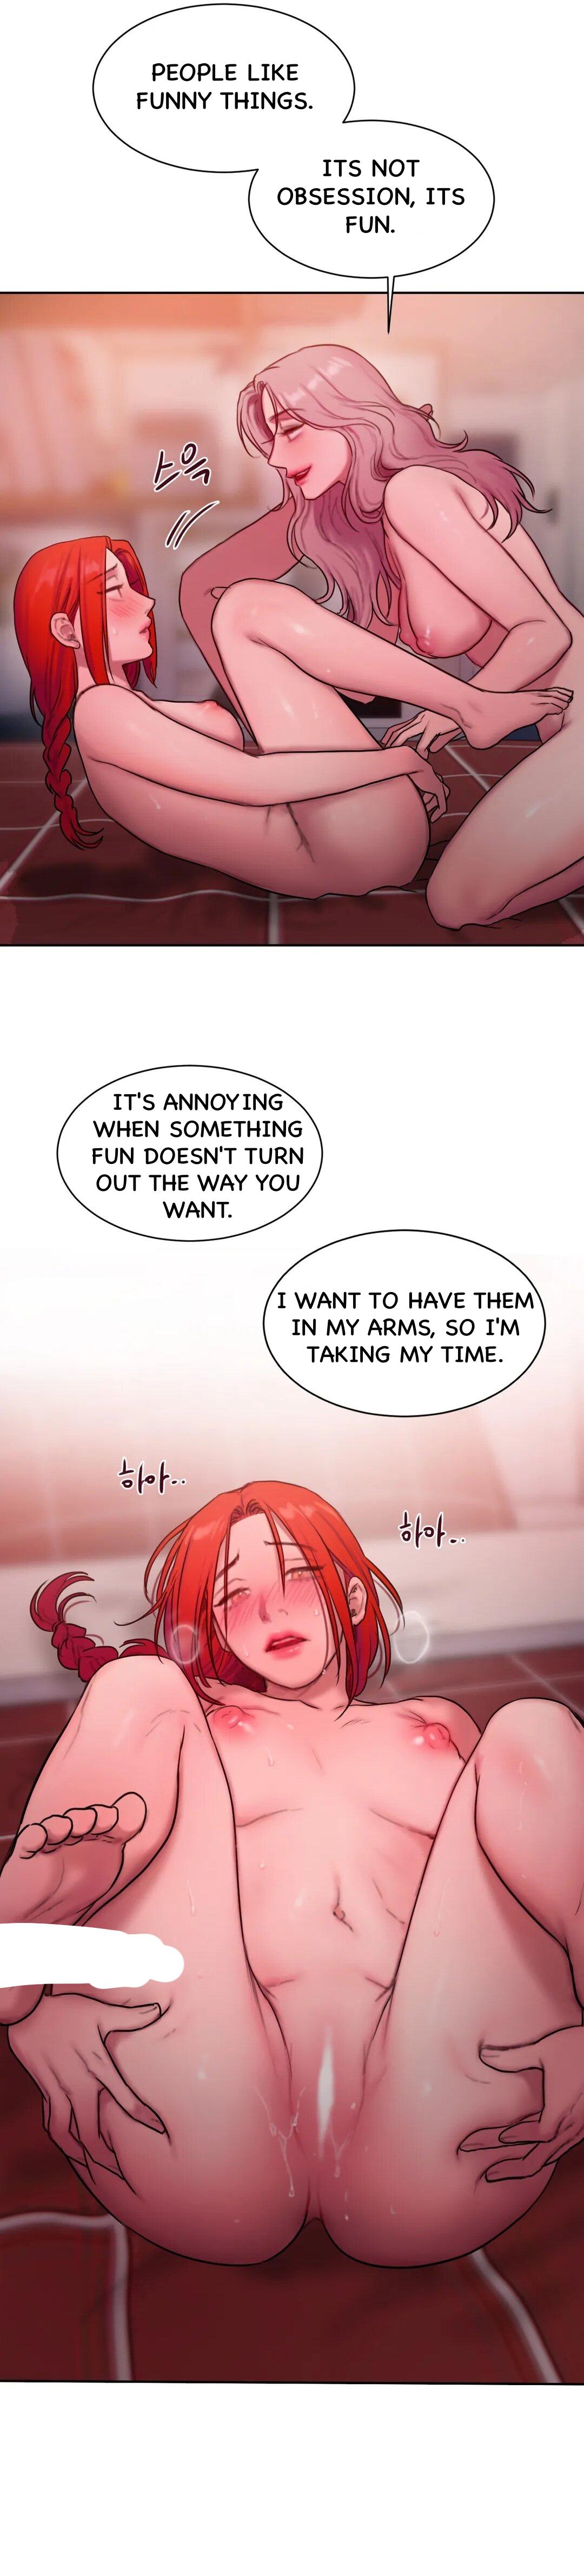 PEOPLE LIKE
FUNNY THINGS.
ITS NOT
OBSESSION, ITS
FUN.
스윽
IT'S ANNOYING
WHEN SOMETHING
FUN DOESN'T TURN
OUT THE WAY YOU
WANT.
I WANT TO HAVE THEM
IN MY ARMS, SO I'M
TAKING MY TIME.
하아..
하아..